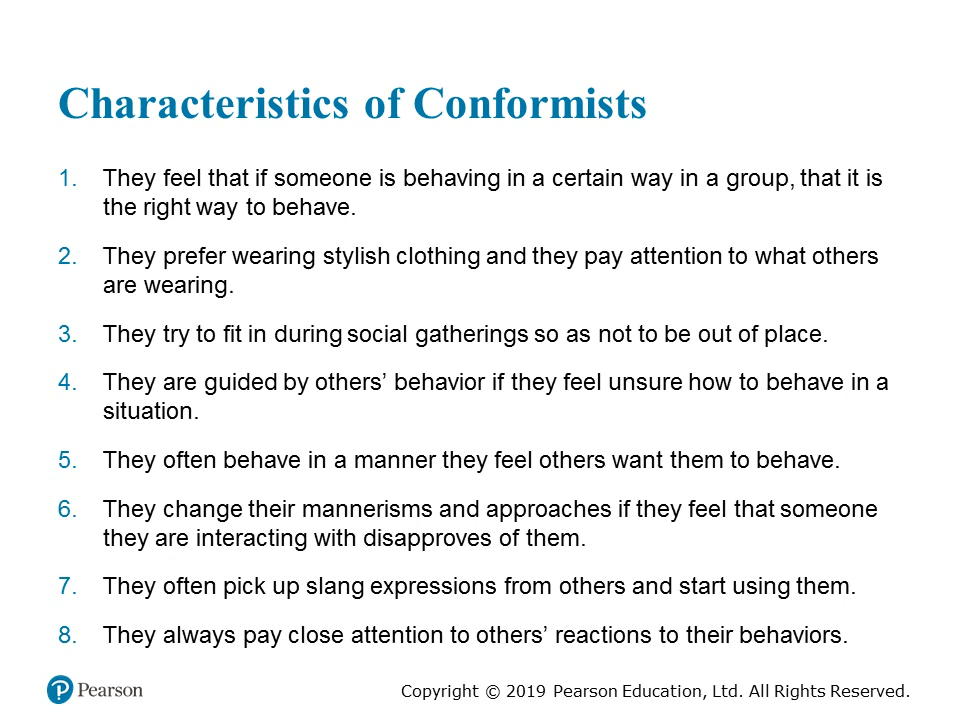 Characteristics of Conformists
1. They feel that if someone is behaving in a certain way in a group, that it is
the right way to behave.
2. They prefer wearing stylish clothing and they pay attention to what others
are wearing.
3. They try to fit in during social gatherings so as not to be out of place.
4. They are guided by others’ behavior if they feel unsure how to behave in a
situation.
5. They often behave in a manner they feel others want them to behave.
6. They change their mannerisms and approaches if they feel that someone
they are interacting with disapproves of them.
7. They often pick up slang expressions from others and start using them.
8. They always pay close attention to others’ reactions to their behaviors.
P Pearson
Copyright © 2019 Pearson Education, Ltd. All Rights Reserved.